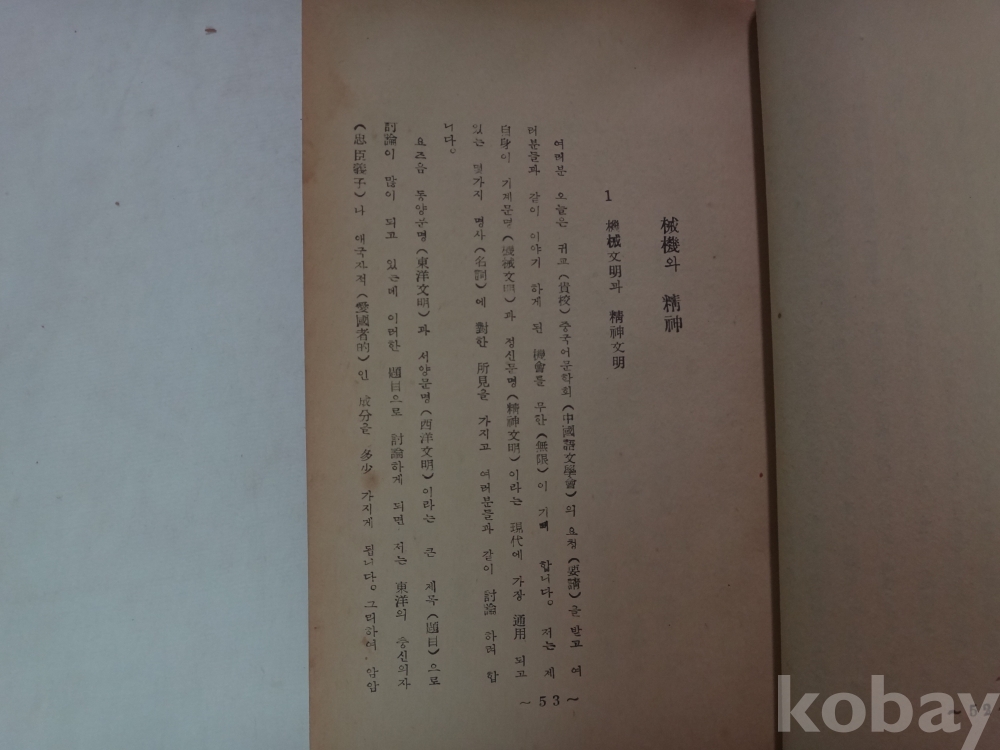 械機와 精神
1 機械文明과 精神文明
여러분 오늘은 귀교(貴校) 중국어문학회(中國語文學會)의 요청(要請)을 받고 여
러분들과 같이 이야기 하게 된 機會를 무한(無限)이 기뻐 합니다。 저는 제
自身이 기계문명(機械文明)과 정신문명(精神文明)이라는 現代에 가장 通用 되고
있는 몇가지 명사(名詞)에 對한 所見을 가지고 여러분들과 같이 討論 하려 합
니다。
요즈음 동양문명(東洋文明)과 서양문명(西洋文明)이라는 큰 제목(題目)으로
討論이 많이 되고 있는데 이러한 題目으로 討論하게 되면 저는 東洋의 충신의자
(忠臣義子)나 애국자적(愛國者的)인 成分을 多少 가지게 됩니다。그대하여 암암
~ 53 ~
~ 52
kobay